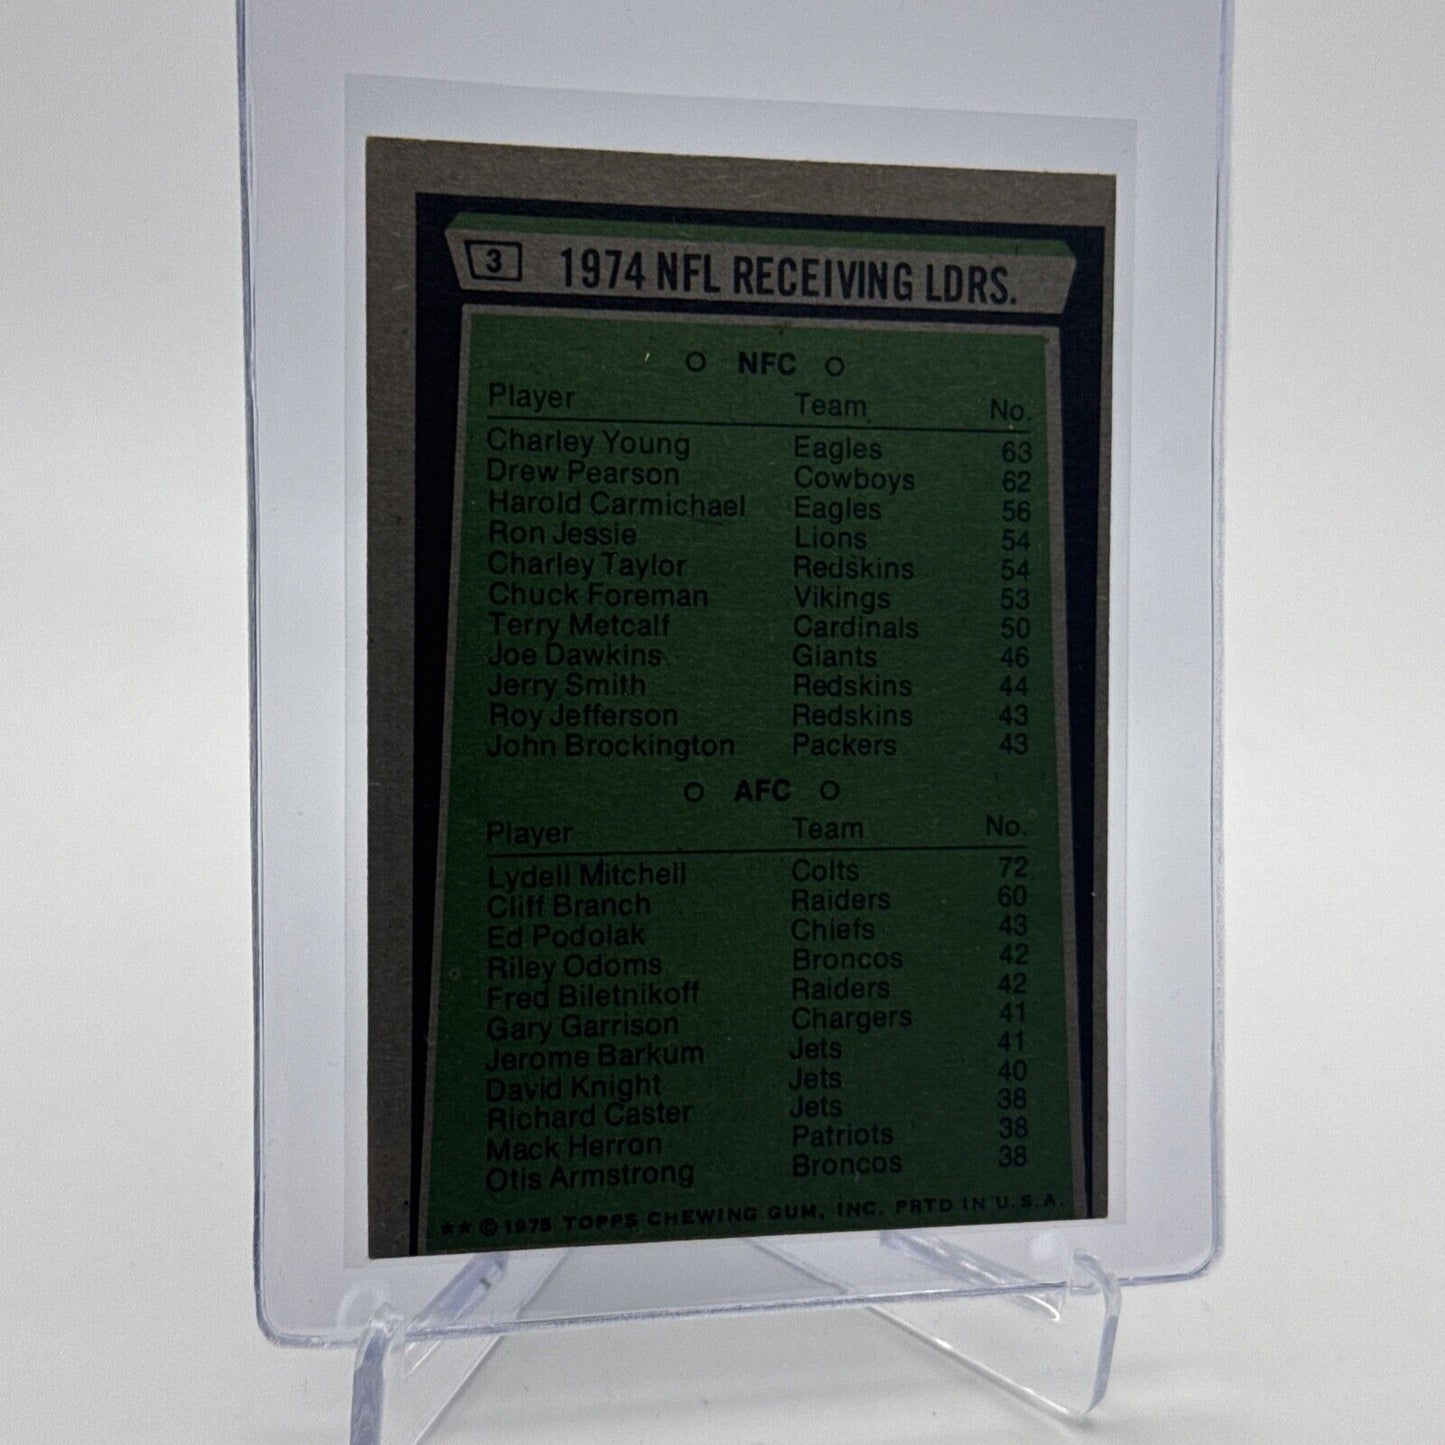 3 1974 NFL RECEIVING LDRS.
NFC
Player Team No.
Charley Young Eagles 63
Drew Pearson Cowboys 62
Harold Carmichael Eagles 56
Ron Jessie Lions 54
Charley Taylor Redskins 54
Chuck Foreman Vikings 53
Terry Metcalf Cardinals 50
Joe Dawkins Giants 46
Jerry Smith Redskins 44
Roy Jefferson Redskins 43
John Brockington Packers 43
AFC
Player Team No.
Lydell Mitchell Colts 72
Cliff Branch Raiders 60
Ed Podolak Chiefs 43
Riley Odoms Broncos 42
Fred Biletnikoff Raiders 42
Gary Garrison Chargers 41
Jerome Barkum Jets 41
David Knight Jets 40
Richard Caster Jets 38
Mack Herron Patriots 38
Otis Armstrong Broncos 38
★★ © 1975 TOPPS CHEWING GUM, INC. PRTD IN U.S.A.